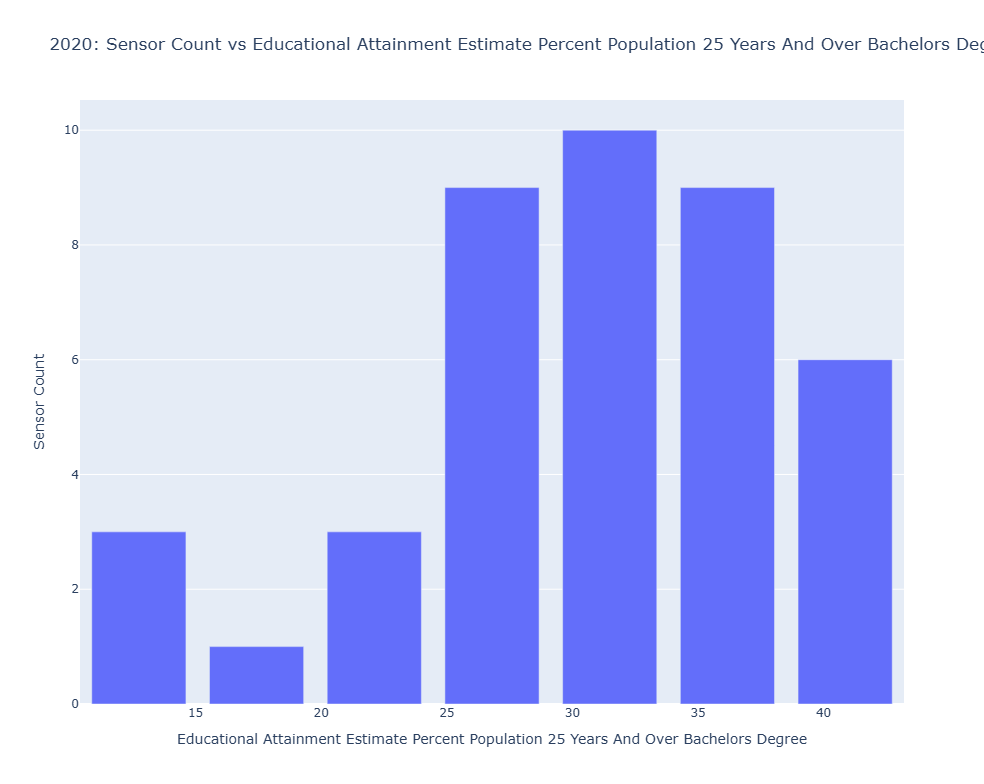 2020: Sensor Count vs Educational Attainment Estimate Percent Population 25 Years And Over Bachelors Deg
10
8
6
4
2
0
Sensor Count
15 20 25 30 35 40
Educational Attainment Estimate Percent Population 25 Years And Over Bachelors Degree